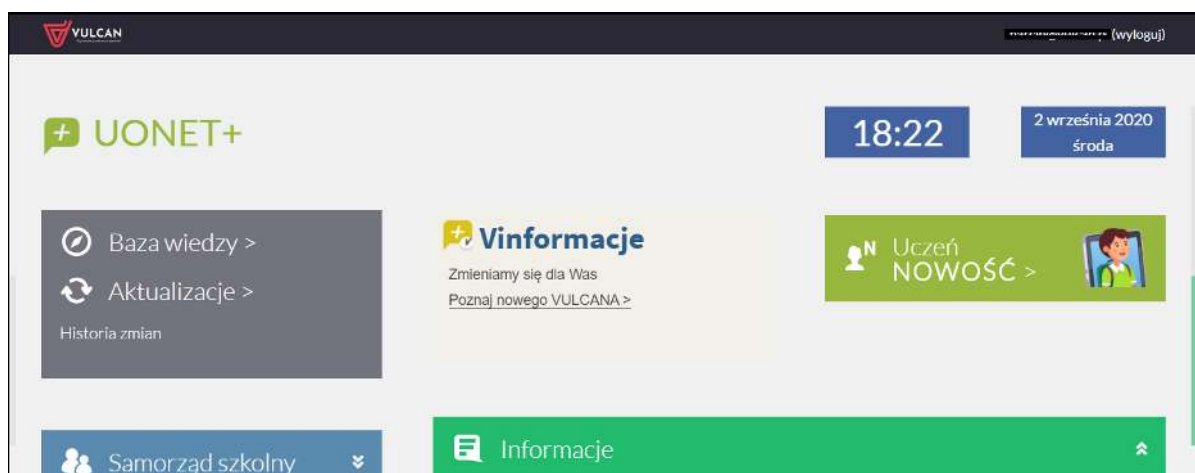 VULCAN
(wyloguj)
UONET+
18:22
2 września 2020
środa
Baza wiedzy >
Aktualizacje >
Historia zmian
Vinformacje
Zmieniamy się dla Was
Poznaj nowego VULCANA >
N Uczeń
NOWOŚĆ >
Samorząd szkolny
Informacje